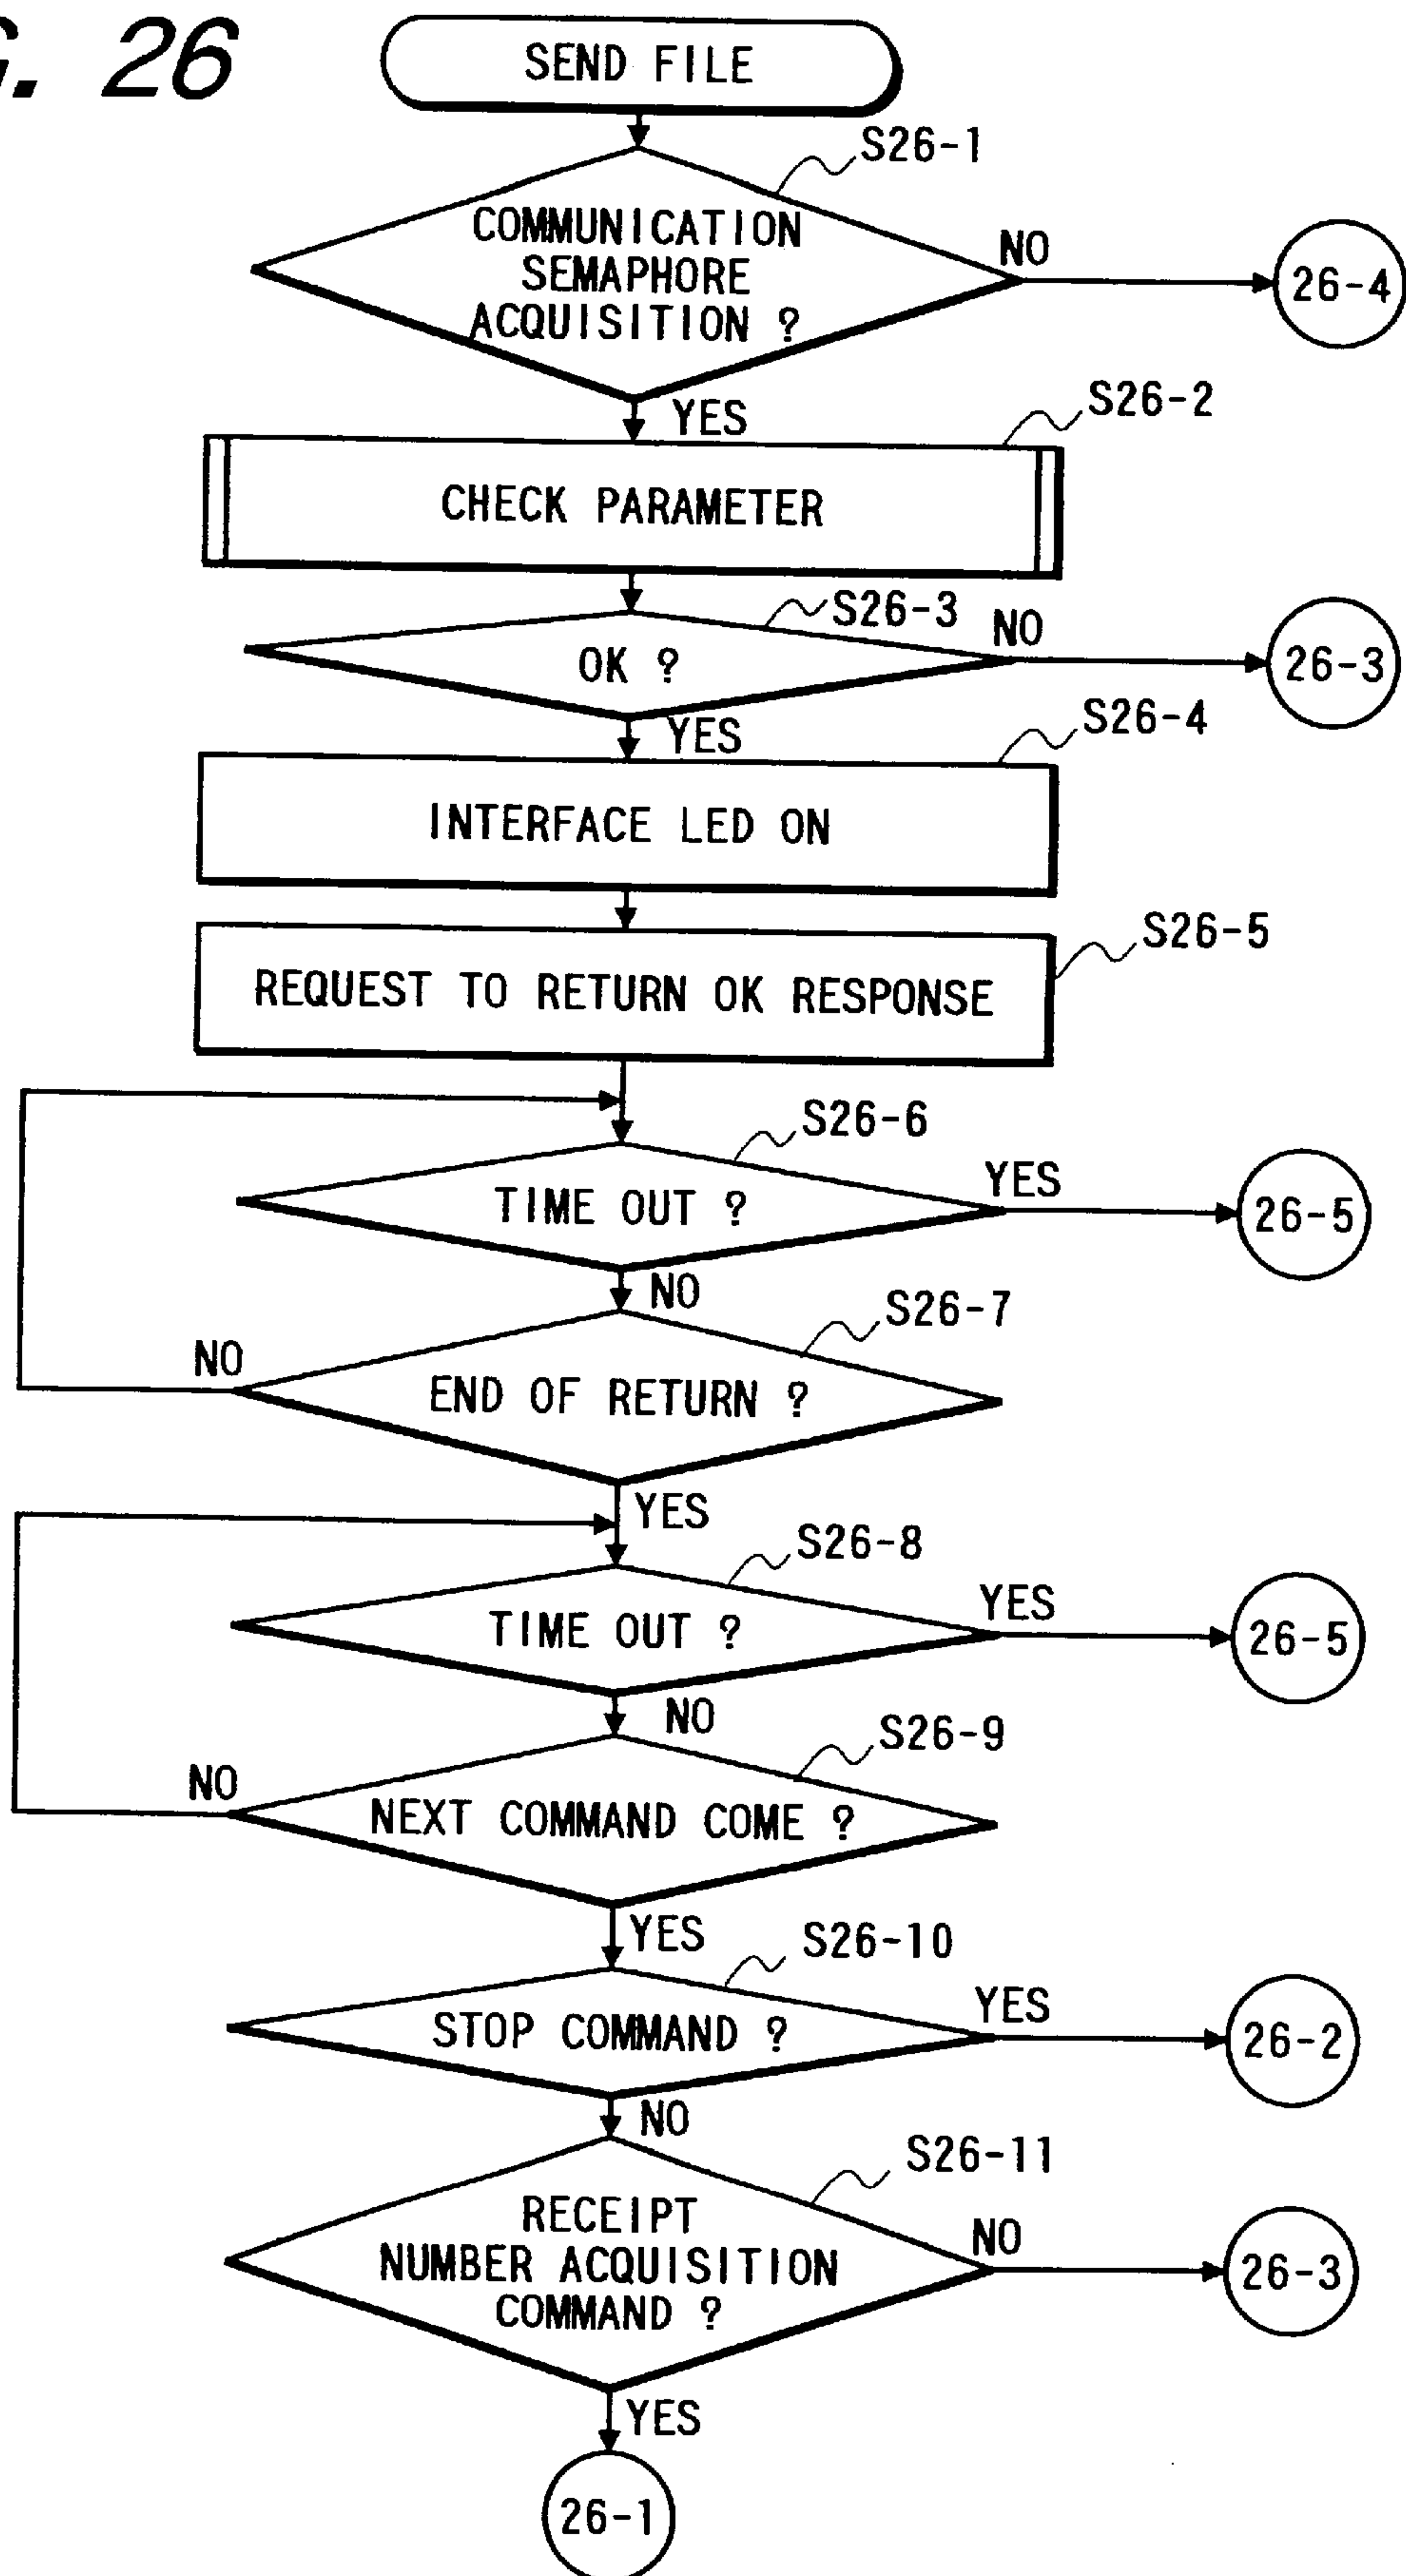 G. 26
SEND FILE
S26-1
COMMUNICATION
SEMAPHORE
ACQUISITION ?
NO
26-4
YES
S26-2
CHECK PARAMETER
S26-3
NO
OK ?
26-3
YES
S26-4
INTERFACE LED ON
S26-5
REQUEST TO RETURN OK RESPONSE
S26-6
TIME OUT ?
YES
26-5
NO
S26-7
NO
END OF RETURN ?
YES
S26-8
TIME OUT ?
YES
26-5
NO
S26-9
NO
NEXT COMMAND COME ?
YES
S26-10
STOP COMMAND ?
YES
26-2
NO
S26-11
RECEIPT
NUMBER ACQUISITION
COMMAND ?
NO
26-3
YES
26-1